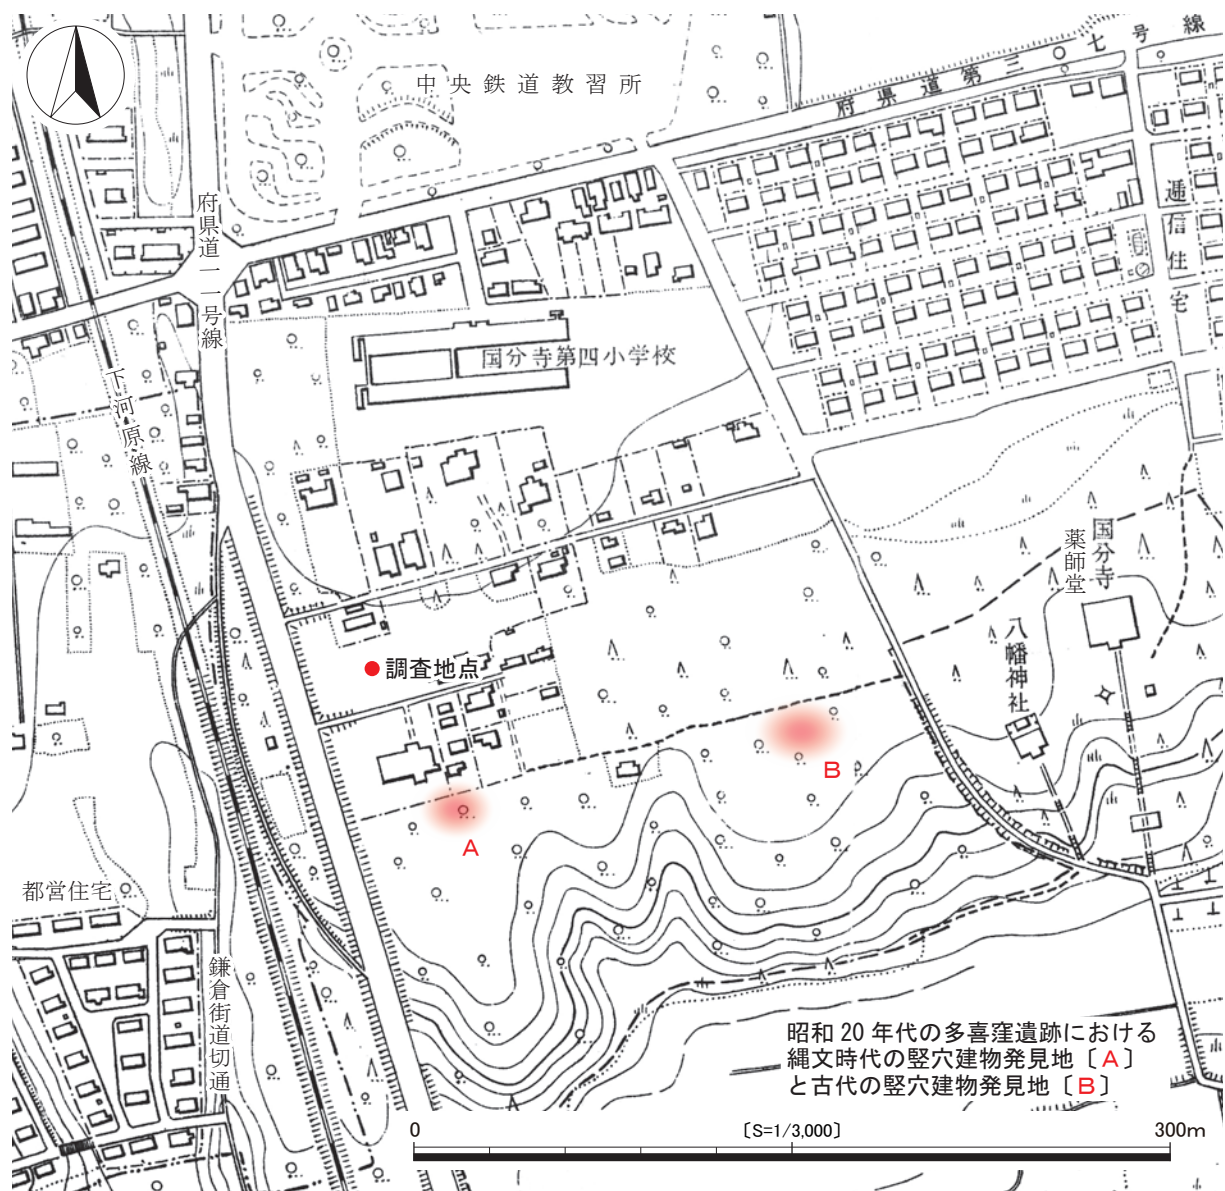 中央鉄道教習所
府県道第三〇七号線
逓信住宅
府県道一一号線
国分寺第四小学校
下河原線
国分寺
薬師堂
八幡神社
調査地点
B
A
都営住宅
鎌倉街道切通
昭和20年代の多喜窪遺跡における
縄文時代の竪穴建物発見地〔A〕
と古代の竪穴建物発見地〔B〕
0 〔S=1/3,000〕 300m